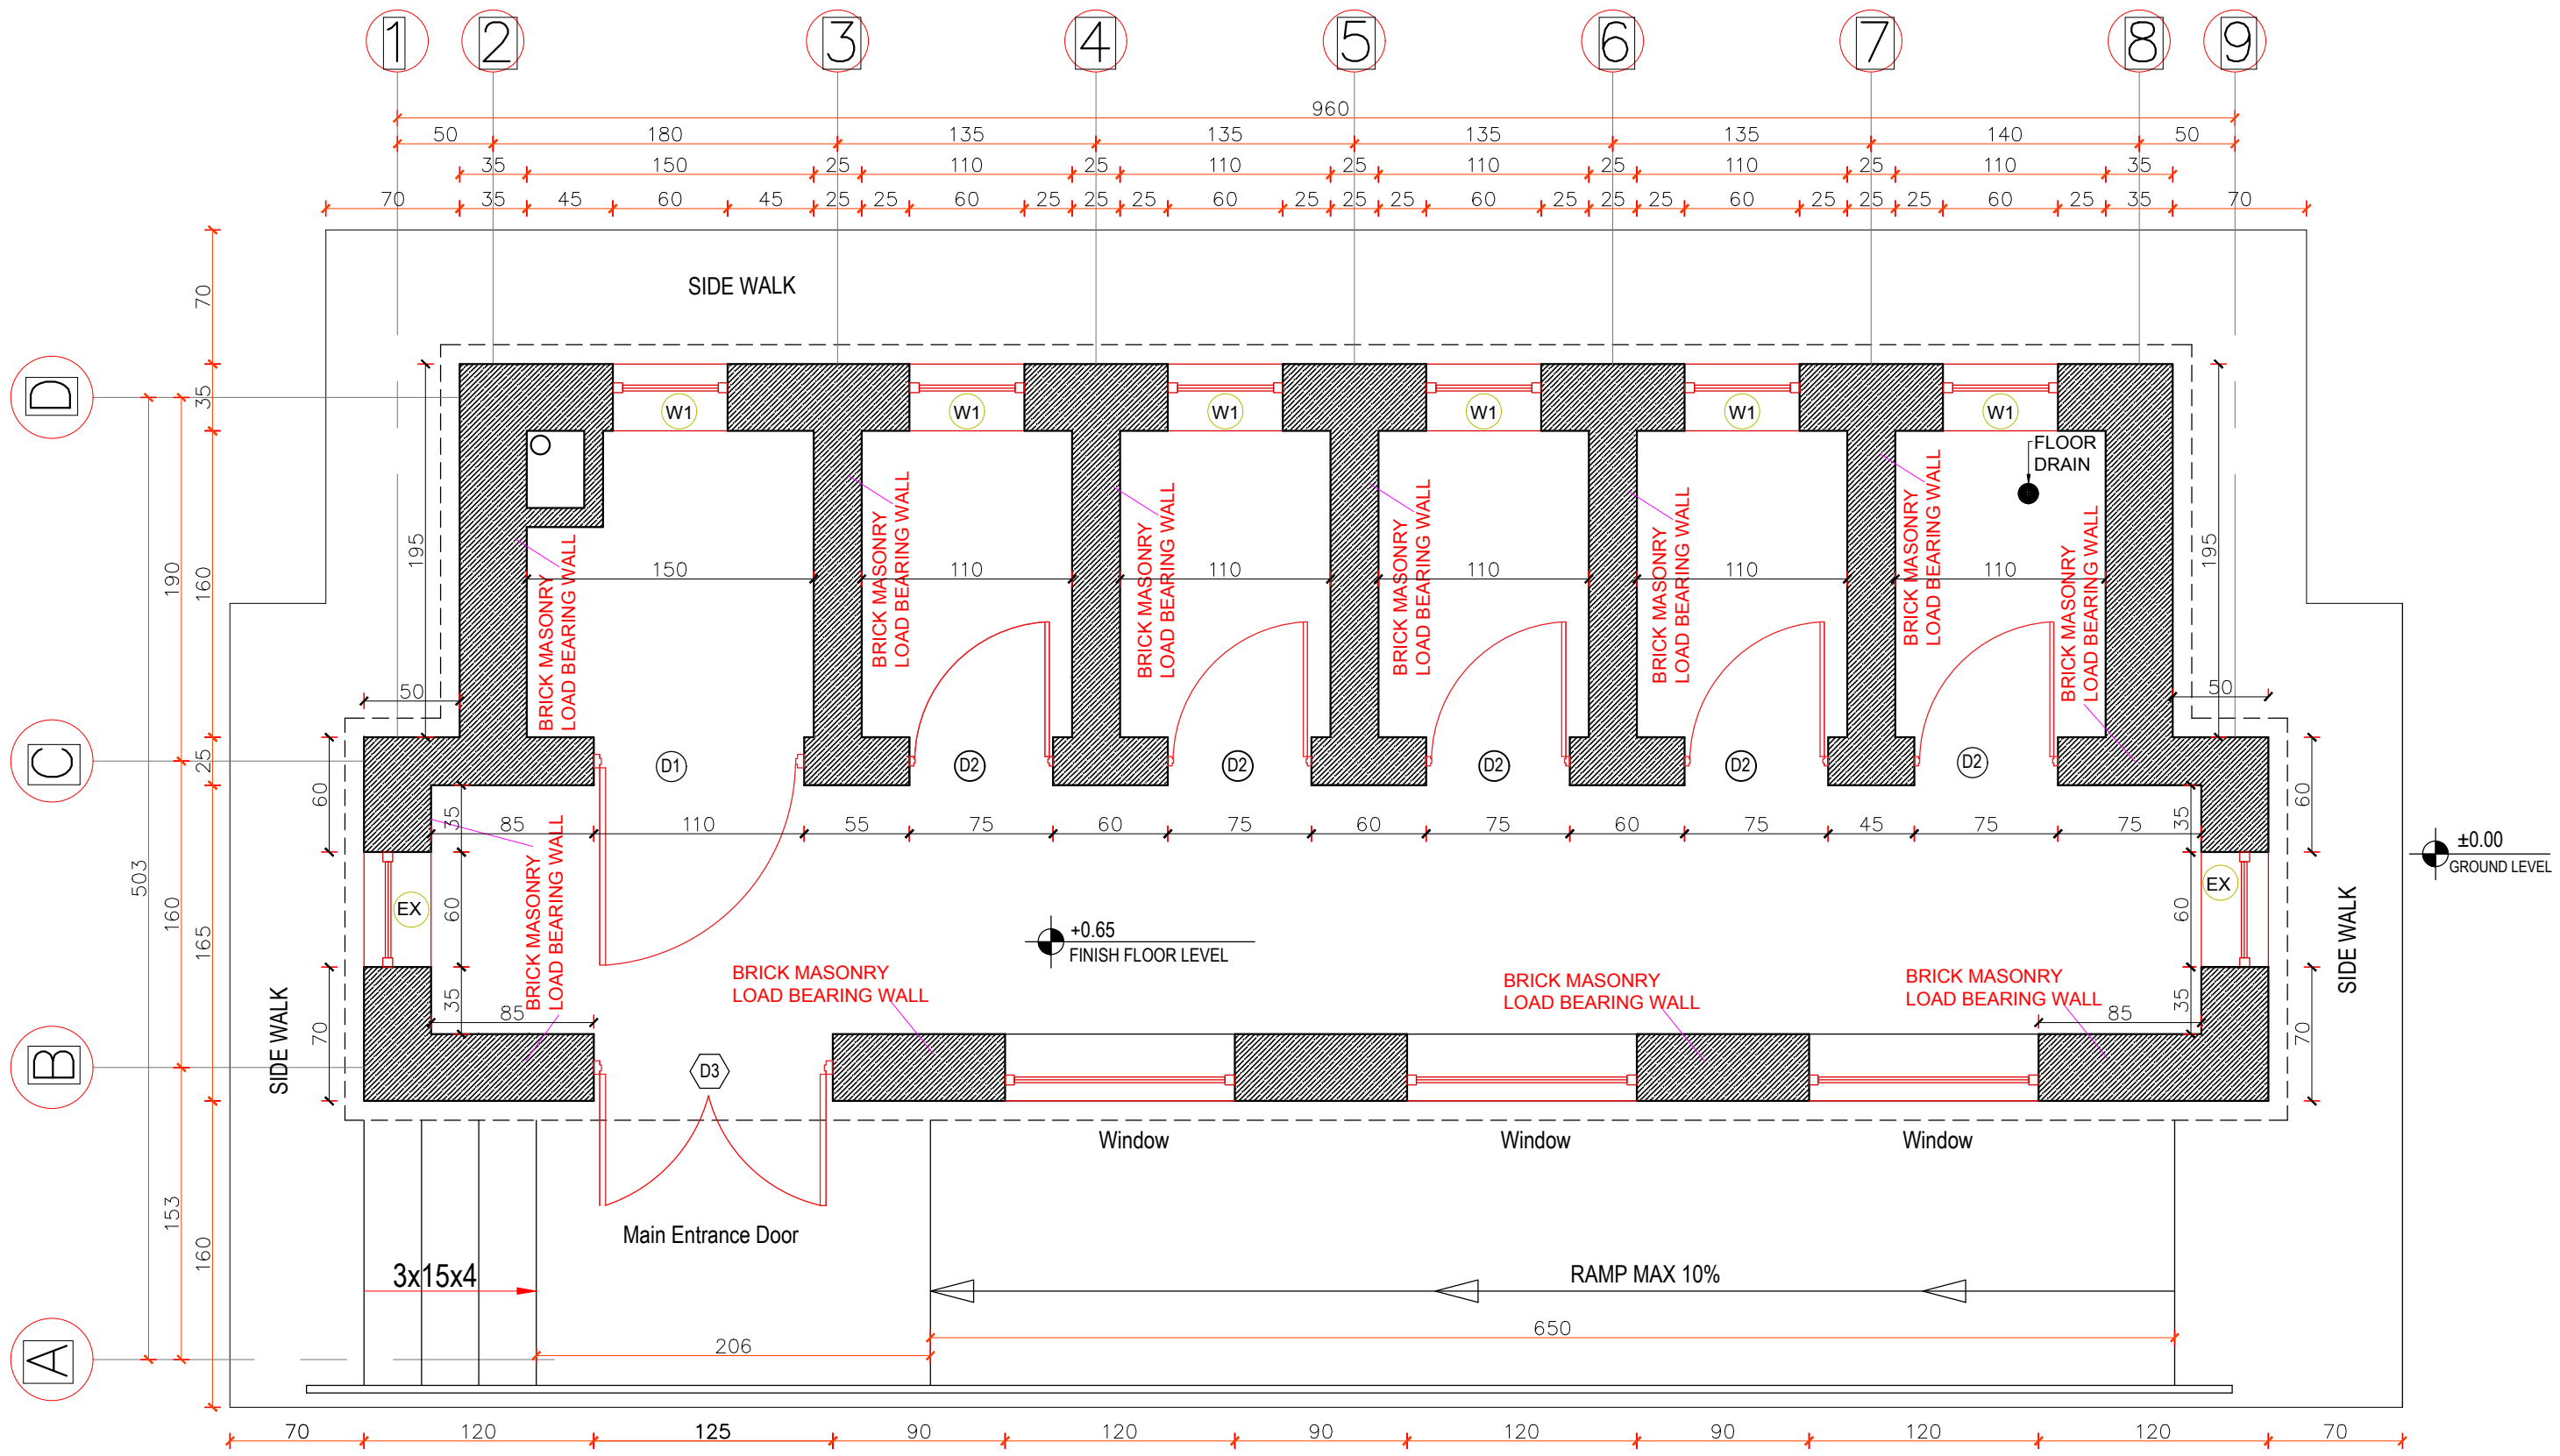 1 2 3 4 5 6 7 8 9
960
50 180 135 135 135 135 140 50
35 150 25 110 25 110 25 110 25 110 25 110 35
70 35 45 60 45 25 25 60 25 25 25 60 25 25 25 60 25 25 25 60 25 25 25 60 25 35 70
SIDE WALK
70
D
35
W1 W1 W1 W1 W1 W1
FLOOR
DRAIN
195
190
160
195
150 110 110 110 110 110
BRICK MASONRY
LOAD BEARING WALL
BRICK MASONRY
LOAD BEARING WALL
BRICK MASONRY
LOAD BEARING WALL
BRICK MASONRY
LOAD BEARING WALL
BRICK MASONRY
LOAD BEARING WALL
BRICK MASONRY
LOAD BEARING WALL
BRICK MASONRY
LOAD BEARING WALL
50 50
C
25
D1 D2 D2 D2 D2 D2
60 35 35 60
85 110 55 75 60 75 60 75 60 75 45 75 75
±0.00
GROUND LEVEL
503
160
165
EX
60
BRICK MASONRY
LOAD BEARING WALL
60
EX
SIDE WALK
+0.65
FINISH FLOOR LEVEL
BRICK MASONRY
LOAD BEARING WALL
BRICK MASONRY
LOAD BEARING WALL
BRICK MASONRY
LOAD BEARING WALL
SIDE WALK
70
35
85
85
35
70
B
D3
Window Window Window
153
160
Main Entrance Door
3x15x4
RAMP MAX 10%
650
206
A
70 120 125 90 120 90 120 90 120 120 70